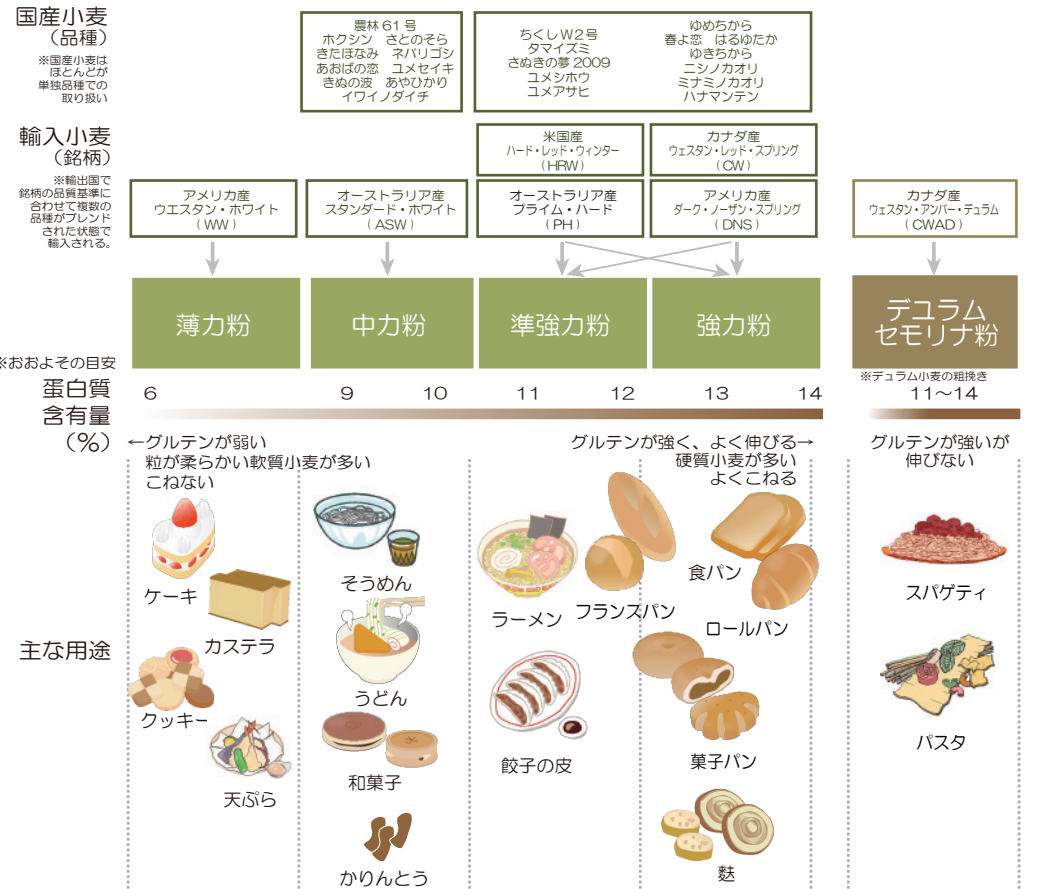 国産小麦
（品種）
※国産小麦は
ほとんどが
単独品種での
取り扱い
農林 61 号
ホクシン　さとのそら
きたほなみ　ネバリゴシ
あおばの恋　ユメセイキ
きぬの波　あやひかり
イワイノダイチ
ちくしＷ２号
タマイズミ
さぬきの夢 2009
ユメシホウ
ユメアサヒ
ゆめちから
春よ恋　はるゆたか
ゆきちから
ニシノカオリ
ミナミノカオリ
ハナマンテン
輸入小麦
（銘柄）
※輸出国で
銘柄の品質基準に
合わせて複数の
品種がブレンド
された状態で
輸入される。
米国産
ハード・レッド・ウィンター
（HRW）
カナダ産
ウェスタン・レッド・スプリング
（CW）
アメリカ産
ウエスタン・ホワイト
（WW）
オーストラリア産
スタンダード・ホワイト
（ASW）
オーストラリア産
プライム・ハード
（PH）
アメリカ産
ダーク・ノーザン・スプリング
（DNS）
カナダ産
ウェスタン・アンバー・デュラム
（CWAD）
薄力粉
中力粉
準強力粉
強力粉
デュラム
セモリナ粉
※おおよその目安
※デュラム小麦の粗挽き
蛋白質
含有量
（%）
6 9 10 11 12 13 14 11〜14
←グルテンが弱い
粒が柔らかい軟質小麦が多い
こねない
グルテンが強く、よく伸びる→
硬質小麦が多い
よくこねる
グルテンが強いが
伸びない
主な用途
ケーキ
カステラ
クッキー
天ぷら
そうめん
うどん
和菓子
かりんとう
ラーメン
フランスパン
餃子の皮
食パン
ロールパン
菓子パン
麩
スパゲティ
パスタ